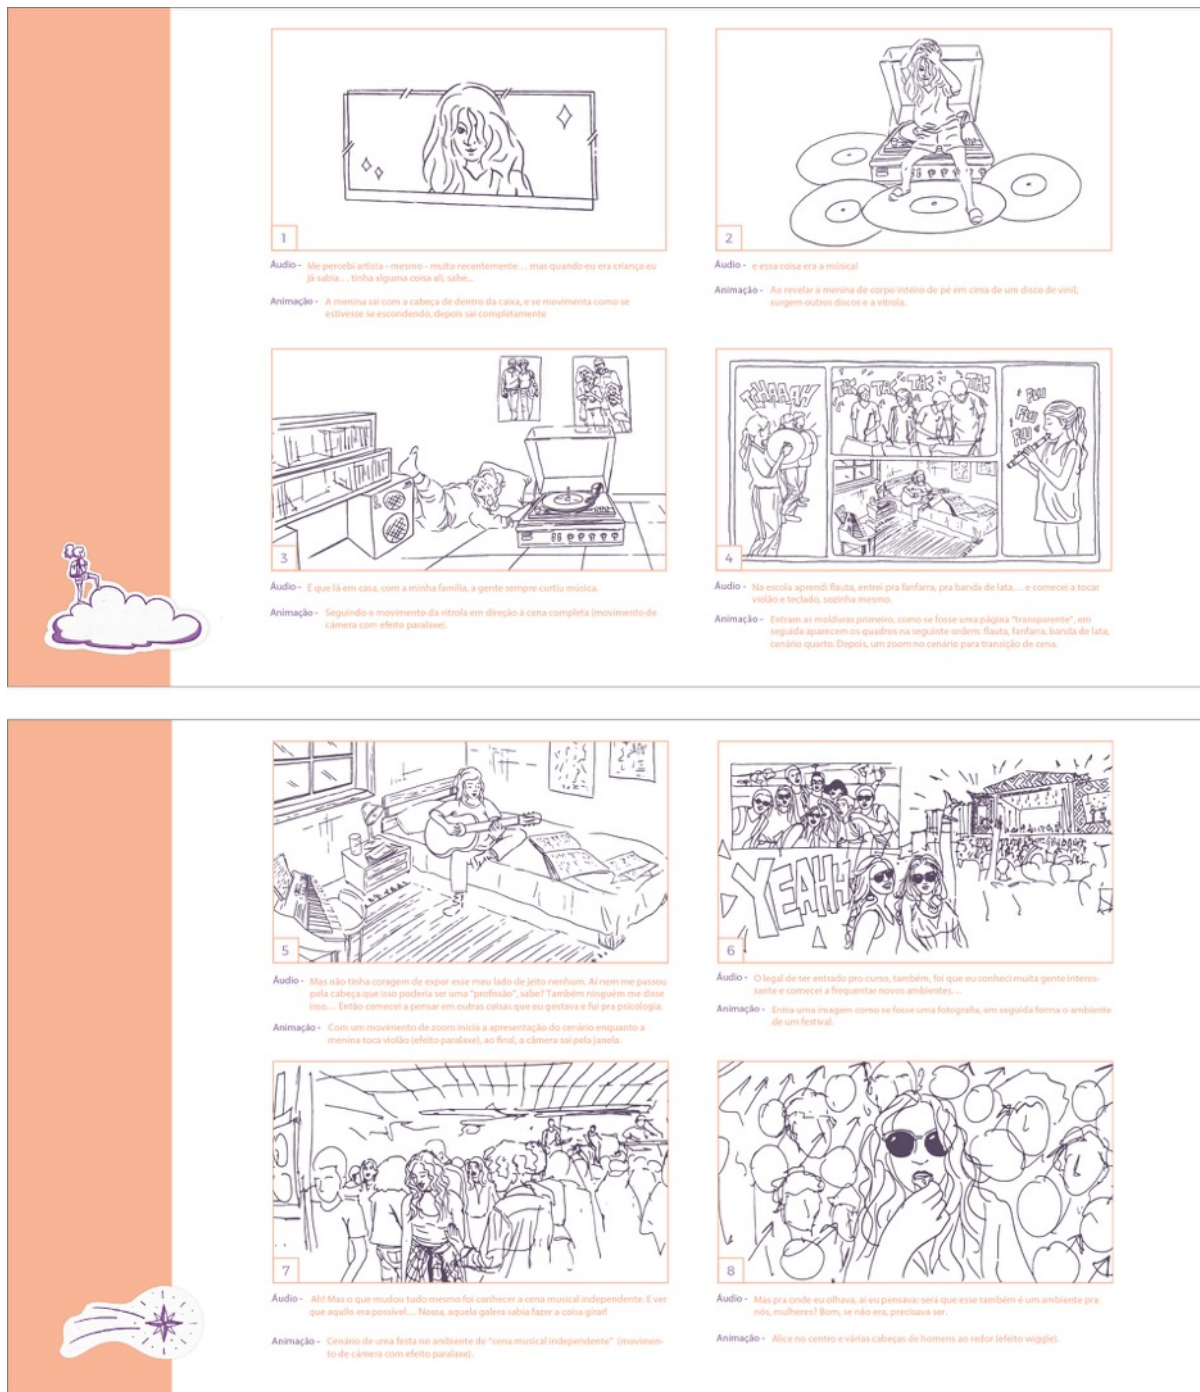 1
Áudio - Me percebi artista - mesmo - muito recentemente... mas quando eu era criança eu
já sabia... tinha alguma coisa ali, sabe...
Animação - A menina sai com a cabeça de dentro da caixa, e se movimenta como se
estivesse se escondendo, depois sai completamente
2
Áudio - e essa coisa era a música!
Animação - Ao revelar a menina de corpo inteiro de pé em cima de um disco de vinil,
surgem outros discos e a vitrola.
3
Áudio - É que lá em casa, com a minha família, a gente sempre curtiu música.
Animação - Seguindo o movimento da vitrola em direção à cena completa (movimento de
câmera com efeito paralaxe).
TAC TAC TAC TAC
FLU
FLU
FLU
4
Áudio - Na escola aprendi flauta, entrei pra fanfarra, pra banda de lata... e comecei a tocar
violão e teclado, sozinha mesmo.
Animação - Entram as molduras primeiro, como se fosse uma página "transparente", em
seguida aparecem os quadros na seguinte ordem: flauta, fanfarra, banda de lata,
cenário quarto. Depois, um zoom no cenário para transição de cena.
5
Áudio - Mas não tinha coragem de expor esse meu lado de jeito nenhum. Aí nem me passou
pela cabeça que isso poderia ser uma "profissão", sabe? Também ninguém me disse
isso... Então comecei a pensar em outras coisas que eu gostava e fui pra psicologia.
Animação - Com um movimento de zoom inicia a apresentação do cenário enquanto a
menina toca violão (efeito paralaxe), ao final, a câmera sai pela janela.
YEAHH
6
Áudio - O legal de ter entrado pro curso, também, foi que eu conheci muita gente interes-
sante e comecei a frequentar novos ambientes...
Animação - Entra uma imagem como se fosse uma fotografia, em seguida forma o ambiente
de um festival.
7
Áudio - Ah! Mas o que mudou tudo mesmo foi conhecer a cena musical independente. E ver
que aquilo era possível... Nossa, aquela galera sabia fazer a coisa girar!
Animação - Cenário de uma festa no ambiente de "cena musical independente" (movimen-
to de câmera com efeito paralaxe).
8
Áudio - Mas pra onde eu olhava, aí eu pensava: será que esse também é um ambiente pra
nós, mulheres? Bom, se não era, precisava ser.
Animação - Alice no centro e várias cabeças de homens ao redor (efeito wiggle).